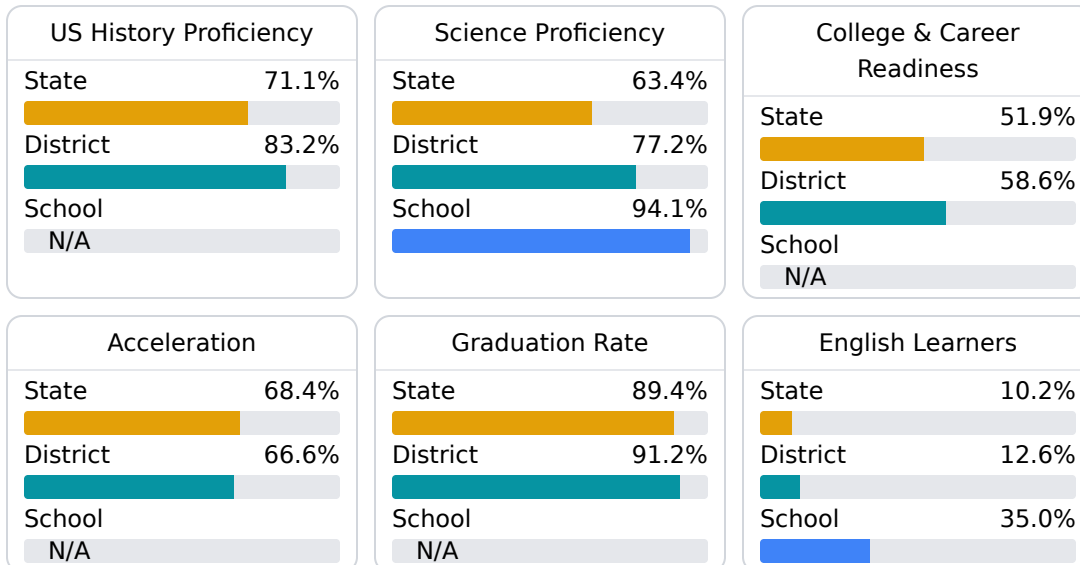 US History Proficiency
State 71.1%
District 83.2%
School
N/A
Science Proficiency
State 63.4%
District 77.2%
School 94.1%
College & Career
Readiness
State 51.9%
District 58.6%
School
N/A
Acceleration
State 68.4%
District 66.6%
School
N/A
Graduation Rate
State 89.4%
District 91.2%
School
N/A
English Learners
State 10.2%
District 12.6%
School 35.0%